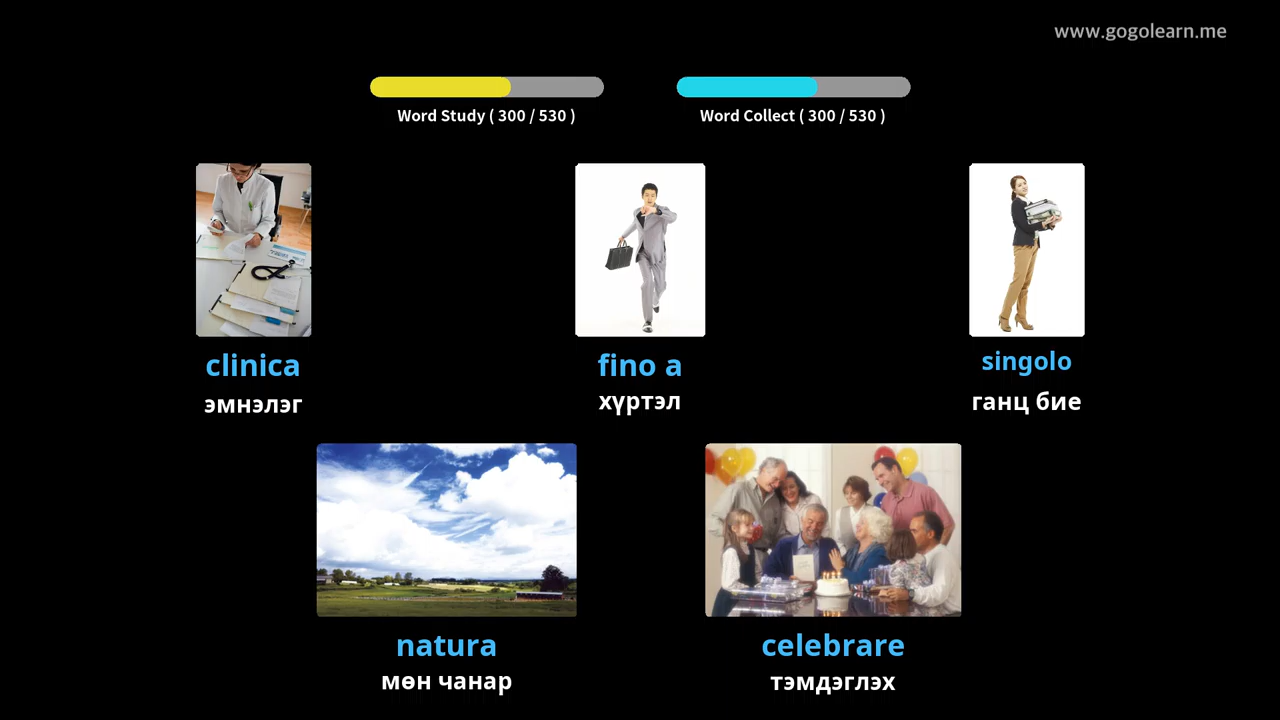 www.gogolearn.me
Word Study ( 300 / 530 )
Word Collect ( 300 / 530 )
clinica
эмнэлэг
fino a
хүртэл
singolo
ганц бие
natura
мөн чанар
celebrare
тэмдэглэх